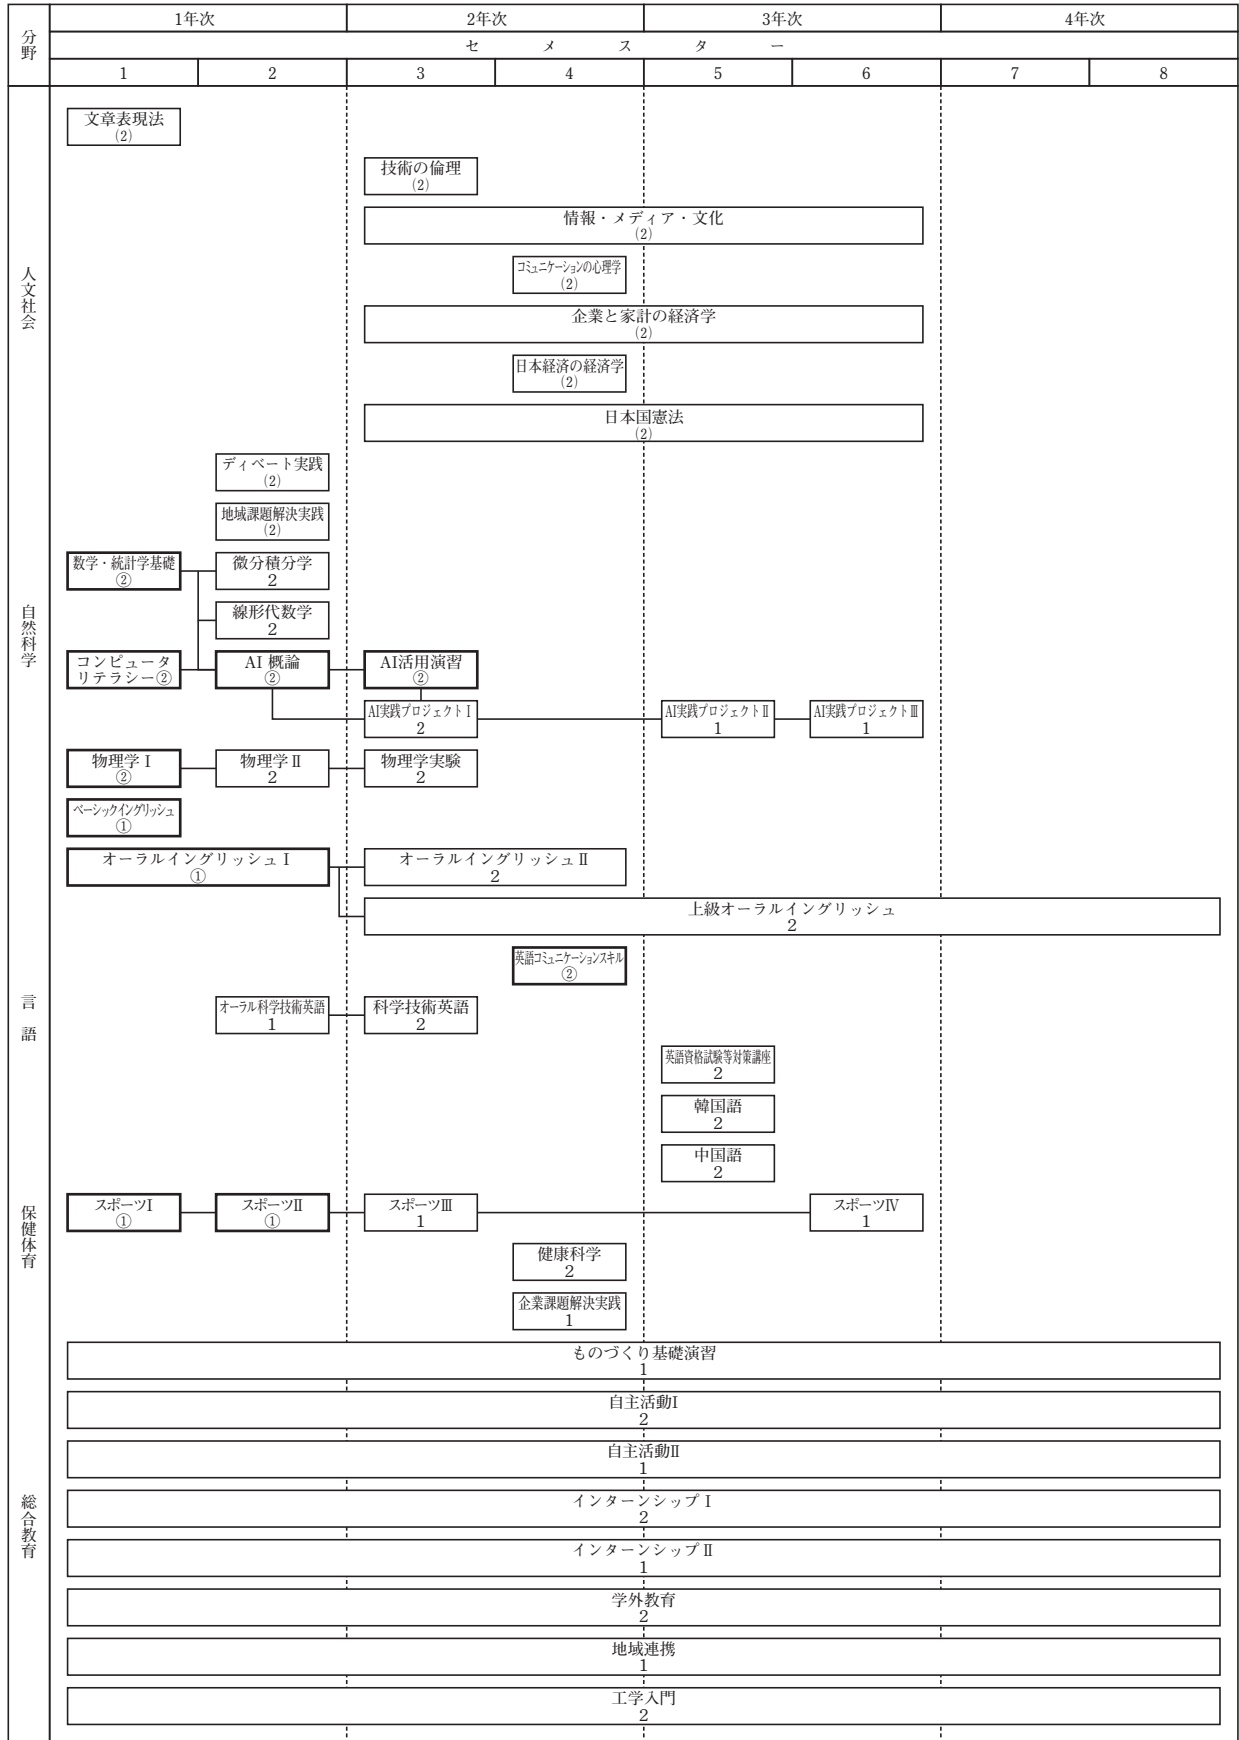 分野
1年次
2年次
3年次
4年次
セメスター
1
2
3
4
5
6
7
8
人文社会
文章表現法
(2)
技術の倫理
(2)
情報・メディア・文化
(2)
コミュニケーションの心理学
(2)
企業と家計の経済学
(2)
日本経済の経済学
(2)
日本国憲法
(2)
ディベート実践
(2)
地域課題解決実践
(2)
自然科学
数学・統計学基礎
②
微分積分学
2
線形代数学
2
コンピュータ
リテラシー②
AI 概論
②
AI活用演習
②
AI実践プロジェクトⅠ
2
AI実践プロジェクトⅡ
1
AI実践プロジェクトⅢ
1
物理学Ⅰ
②
物理学Ⅱ
2
物理学実験
2
言語
ベーシックイングリッシュ
①
オーラルイングリッシュⅠ
①
オーラルイングリッシュⅡ
2
上級オーラルイングリッシュ
2
英語コミュニケーションスキル
②
オーラル科学技術英語
1
科学技術英語
2
英語資格試験等対策講座
2
韓国語
2
中国語
2
保健体育
スポーツⅠ
①
スポーツⅡ
①
スポーツⅢ
1
スポーツⅣ
1
健康科学
2
総合教育
企業課題解決実践
1
ものづくり基礎演習
1
自主活動Ⅰ
2
自主活動Ⅱ
1
インターンシップⅠ
2
インターンシップⅡ
1
学外教育
2
地域連携
1
工学入門
2